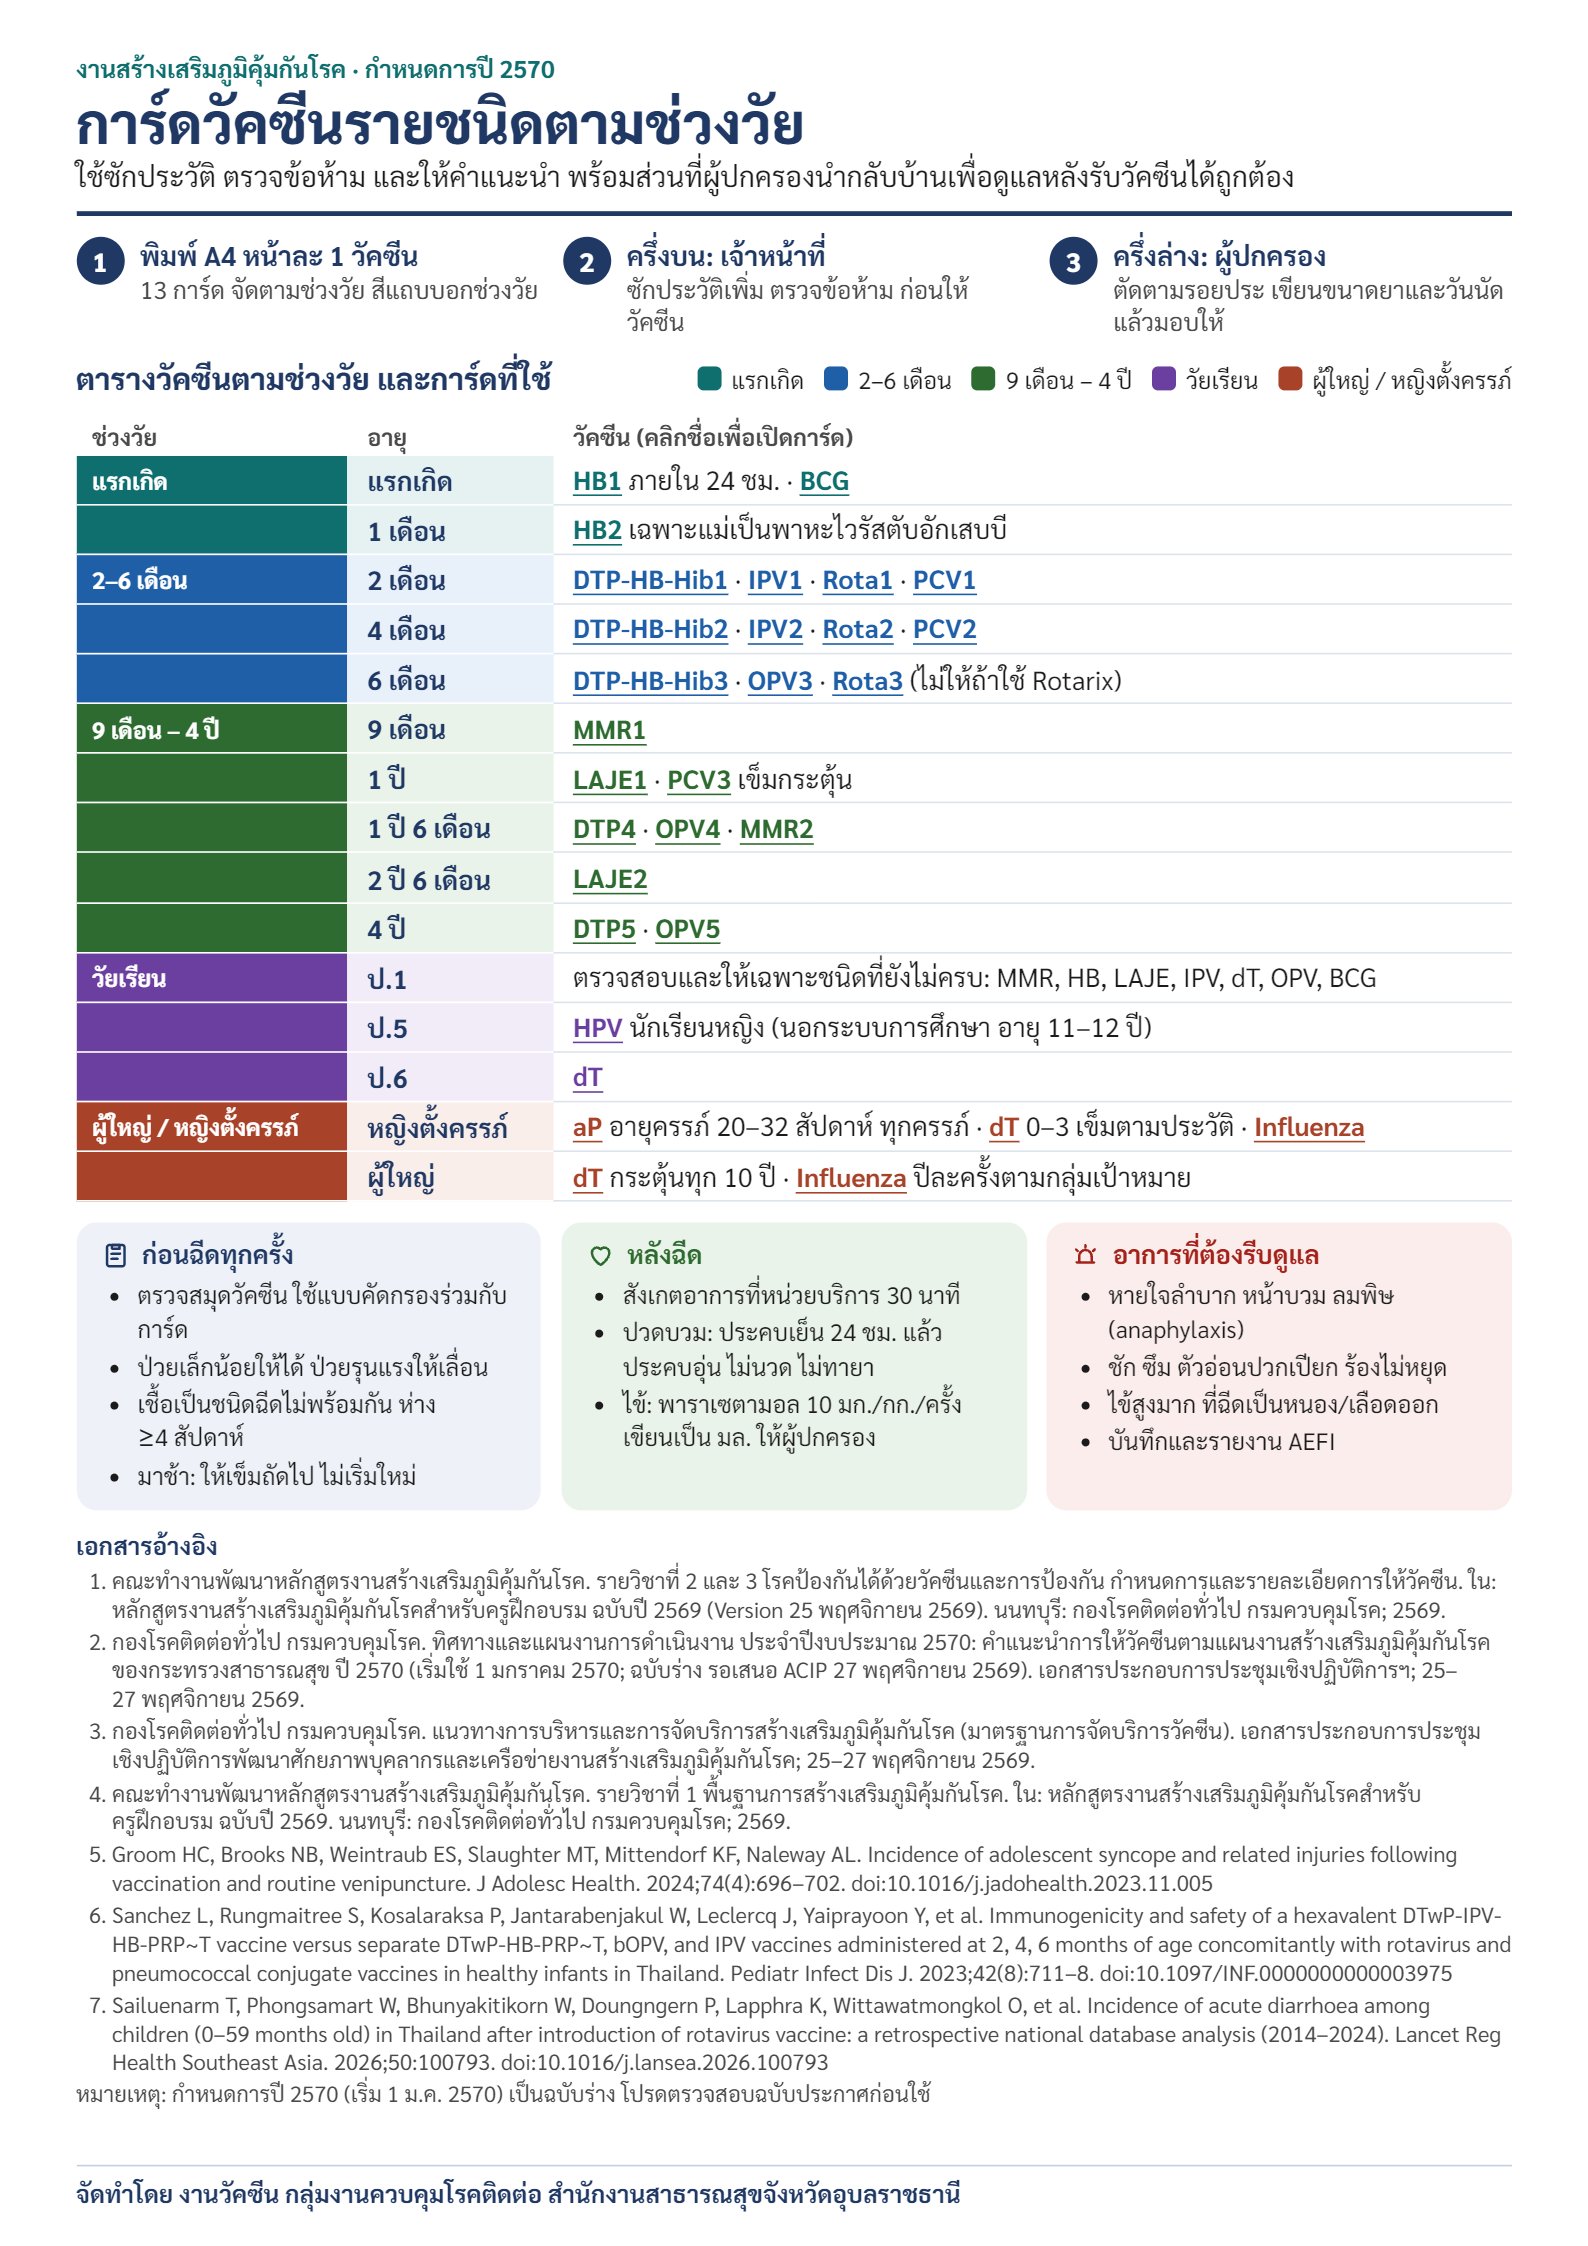 งานสร้างเสริมภูมิคุ้มกันโรค · กำหนดการปี 2570
การ์ดวัคซีนรายชนิดตามช่วงวัย
ใช้ซักประวัติ ตรวจข้อห้าม และให้คำแนะนำ พร้อมส่วนที่ผู้ปกครองนำกลับบ้านเพื่อดูแลหลังรับวัคซีนได้ถูกต้อง
1 พิมพ์ A4 หน้าละ 1 วัคซีน
13 การ์ด จัดตามช่วงวัย สีแถบบอกช่วงวัย
2 ครึ่งบน: เจ้าหน้าที่
ซักประวัติเพิ่ม ตรวจข้อห้าม ก่อนให้
วัคซีน
3 ครึ่งล่าง: ผู้ปกครอง
ตัดตามรอยประ เขียนขนาดยาและวันนัด
แล้วมอบให้
ตารางวัคซีนตามช่วงวัย และการ์ดที่ใช้
แรกเกิด 2–6 เดือน 9 เดือน – 4 ปี วัยเรียน ผู้ใหญ่ / หญิงตั้งครรภ์
ช่วงวัย อายุ วัคซีน (คลิกชื่อเพื่อเปิดการ์ด)
แรกเกิด แรกเกิด HB1 ภายใน 24 ชม. · BCG
1 เดือน HB2 เฉพาะแม่เป็นพาหะไวรัสตับอักเสบบี
2–6 เดือน 2 เดือน DTP-HB-Hib1 · IPV1 · Rota1 · PCV1
4 เดือน DTP-HB-Hib2 · IPV2 · Rota2 · PCV2
6 เดือน DTP-HB-Hib3 · OPV3 · Rota3 (ไม่ให้ถ้าใช้ Rotarix)
9 เดือน – 4 ปี 9 เดือน MMR1
1 ปี LAJE1 · PCV3 เข็มกระตุ้น
1 ปี 6 เดือน DTP4 · OPV4 · MMR2
2 ปี 6 เดือน LAJE2
4 ปี DTP5 · OPV5
วัยเรียน ป.1 ตรวจสอบและให้เฉพาะชนิดที่ยังไม่ครบ: MMR, HB, LAJE, IPV, dT, OPV, BCG
ป.5 HPV นักเรียนหญิง (นอกระบบการศึกษา อายุ 11–12 ปี)
ป.6 dT
ผู้ใหญ่ / หญิงตั้งครรภ์ หญิงตั้งครรภ์ aP อายุครรภ์ 20–32 สัปดาห์ ทุกครรภ์ · dT 0–3 เข็มตามประวัติ · Influenza
ผู้ใหญ่ dT กระตุ้นทุก 10 ปี · Influenza ปีละครั้งตามกลุ่มเป้าหมาย
ก่อนฉีดทุกครั้ง
• ตรวจสมุดวัคซีน ใช้แบบคัดกรองร่วมกับ
การ์ด
• ป่วยเล็กน้อยให้ได้ ป่วยรุนแรงให้เลื่อน
• เชื้อเป็นชนิดฉีดไม่พร้อมกัน ห่าง
≥4 สัปดาห์
• มาช้า: ให้เข็มถัดไป ไม่เริ่มใหม่
หลังฉีด
• สังเกตอาการที่หน่วยบริการ 30 นาที
• ปวดบวม: ประคบเย็น 24 ชม. แล้ว
ประคบอุ่น ไม่นวด ไม่ทายา
• ไข้: พาราเซตามอล 10 มก./กก./ครั้ง
เขียนเป็น มล. ให้ผู้ปกครอง
อาการที่ต้องรีบดูแล
• หายใจลำบาก หน้าบวม ลมพิษ
(anaphylaxis)
• ชัก ซึม ตัวอ่อนปวกเปียก ร้องไม่หยุด
• ไข้สูงมาก ที่ฉีดเป็นหนอง/เลือดออก
• บันทึกและรายงาน AEFI
เอกสารอ้างอิง
1. คณะทำงานพัฒนาหลักสูตรงานสร้างเสริมภูมิคุ้มกันโรค. รายวิชาที่ 2 และ 3 โรคป้องกันได้ด้วยวัคซีนและการป้องกัน กำหนดการและรายละเอียดการให้วัคซีน. ใน:
หลักสูตรงานสร้างเสริมภูมิคุ้มกันโรคสำหรับครูฝึกอบรม ฉบับปี 2569 (Version 25 พฤศจิกายน 2569). นนทบุรี: กองโรคติดต่อทั่วไป กรมควบคุมโรค; 2569.
2. กองโรคติดต่อทั่วไป กรมควบคุมโรค. ทิศทางและแผนงานการดำเนินงาน ประจำปีงบประมาณ 2570: คำแนะนำการให้วัคซีนตามแผนงานสร้างเสริมภูมิคุ้มกันโรค
ของกระทรวงสาธารณสุข ปี 2570 (เริ่มใช้ 1 มกราคม 2570; ฉบับร่าง รอเสนอ ACIP 27 พฤศจิกายน 2569). เอกสารประกอบการประชุมเชิงปฏิบัติการฯ; 25–
27 พฤศจิกายน 2569.
3. กองโรคติดต่อทั่วไป กรมควบคุมโรค. แนวทางการบริหารและการจัดบริการสร้างเสริมภูมิคุ้มกันโรค (มาตรฐานการจัดบริการวัคซีน). เอกสารประกอบการประชุม
เชิงปฏิบัติการพัฒนาศักยภาพบุคลากรและเครือข่ายงานสร้างเสริมภูมิคุ้มกันโรค; 25–27 พฤศจิกายน 2569.
4. คณะทำงานพัฒนาหลักสูตรงานสร้างเสริมภูมิคุ้มกันโรค. รายวิชาที่ 1 พื้นฐานการสร้างเสริมภูมิคุ้มกันโรค. ใน: หลักสูตรงานสร้างเสริมภูมิคุ้มกันโรคสำหรับ
ครูฝึกอบรม ฉบับปี 2569. นนทบุรี: กองโรคติดต่อทั่วไป กรมควบคุมโรค; 2569.
5. Groom HC, Brooks NB, Weintraub ES, Slaughter MT, Mittendorf KF, Naleway AL. Incidence of adolescent syncope and related injuries following
vaccination and routine venipuncture. J Adolesc Health. 2024;74(4):696–702. doi:10.1016/j.jadohealth.2023.11.005
6. Sanchez L, Rungmaitree S, Kosalaraksa P, Jantarabenjakul W, Leclercq J, Yaiprayoon Y, et al. Immunogenicity and safety of a hexavalent DTwP-IPV-
HB-PRP~T vaccine versus separate DTwP-HB-PRP~T, bOPV, and IPV vaccines administered at 2, 4, 6 months of age concomitantly with rotavirus and
pneumococcal conjugate vaccines in healthy infants in Thailand. Pediatr Infect Dis J. 2023;42(8):711–8. doi:10.1097/INF.0000000000003975
7. Sailuenarm T, Phongsamart W, Bhunyakitikorn W, Doungngern P, Lapphra K, Wittawatmongkol O, et al. Incidence of acute diarrhoea among
children (0–59 months old) in Thailand after introduction of rotavirus vaccine: a retrospective national database analysis (2014–2024). Lancet Reg
Health Southeast Asia. 2026;50:100793. doi:10.1016/j.lansea.2026.100793
หมายเหตุ: กำหนดการปี 2570 (เริ่ม 1 ม.ค. 2570) เป็นฉบับร่าง โปรดตรวจสอบฉบับประกาศก่อนใช้
จัดทำโดย งานวัคซีน กลุ่มงานควบคุมโรคติดต่อ สำนักงานสาธารณสุขจังหวัดอุบลราชธานี